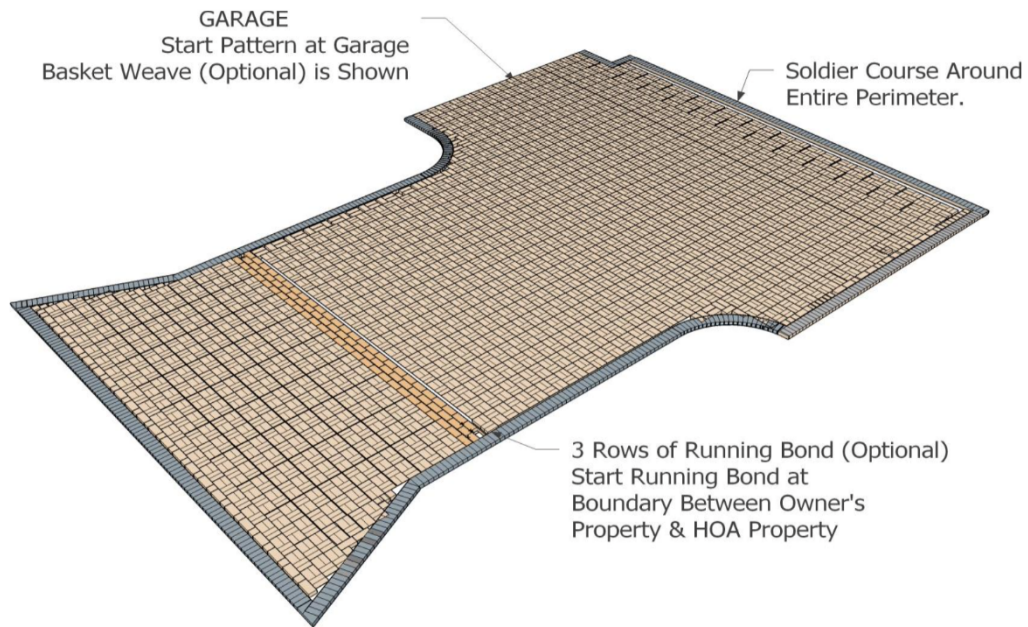 GARAGE
Start Pattern at Garage
Basket Weave (Optional) is Shown
Soldier Course Around
Entire Perimeter.
3 Rows of Running Bond (Optional)
Start Running Bond at
Boundary Between Owner's
Property & HOA Property